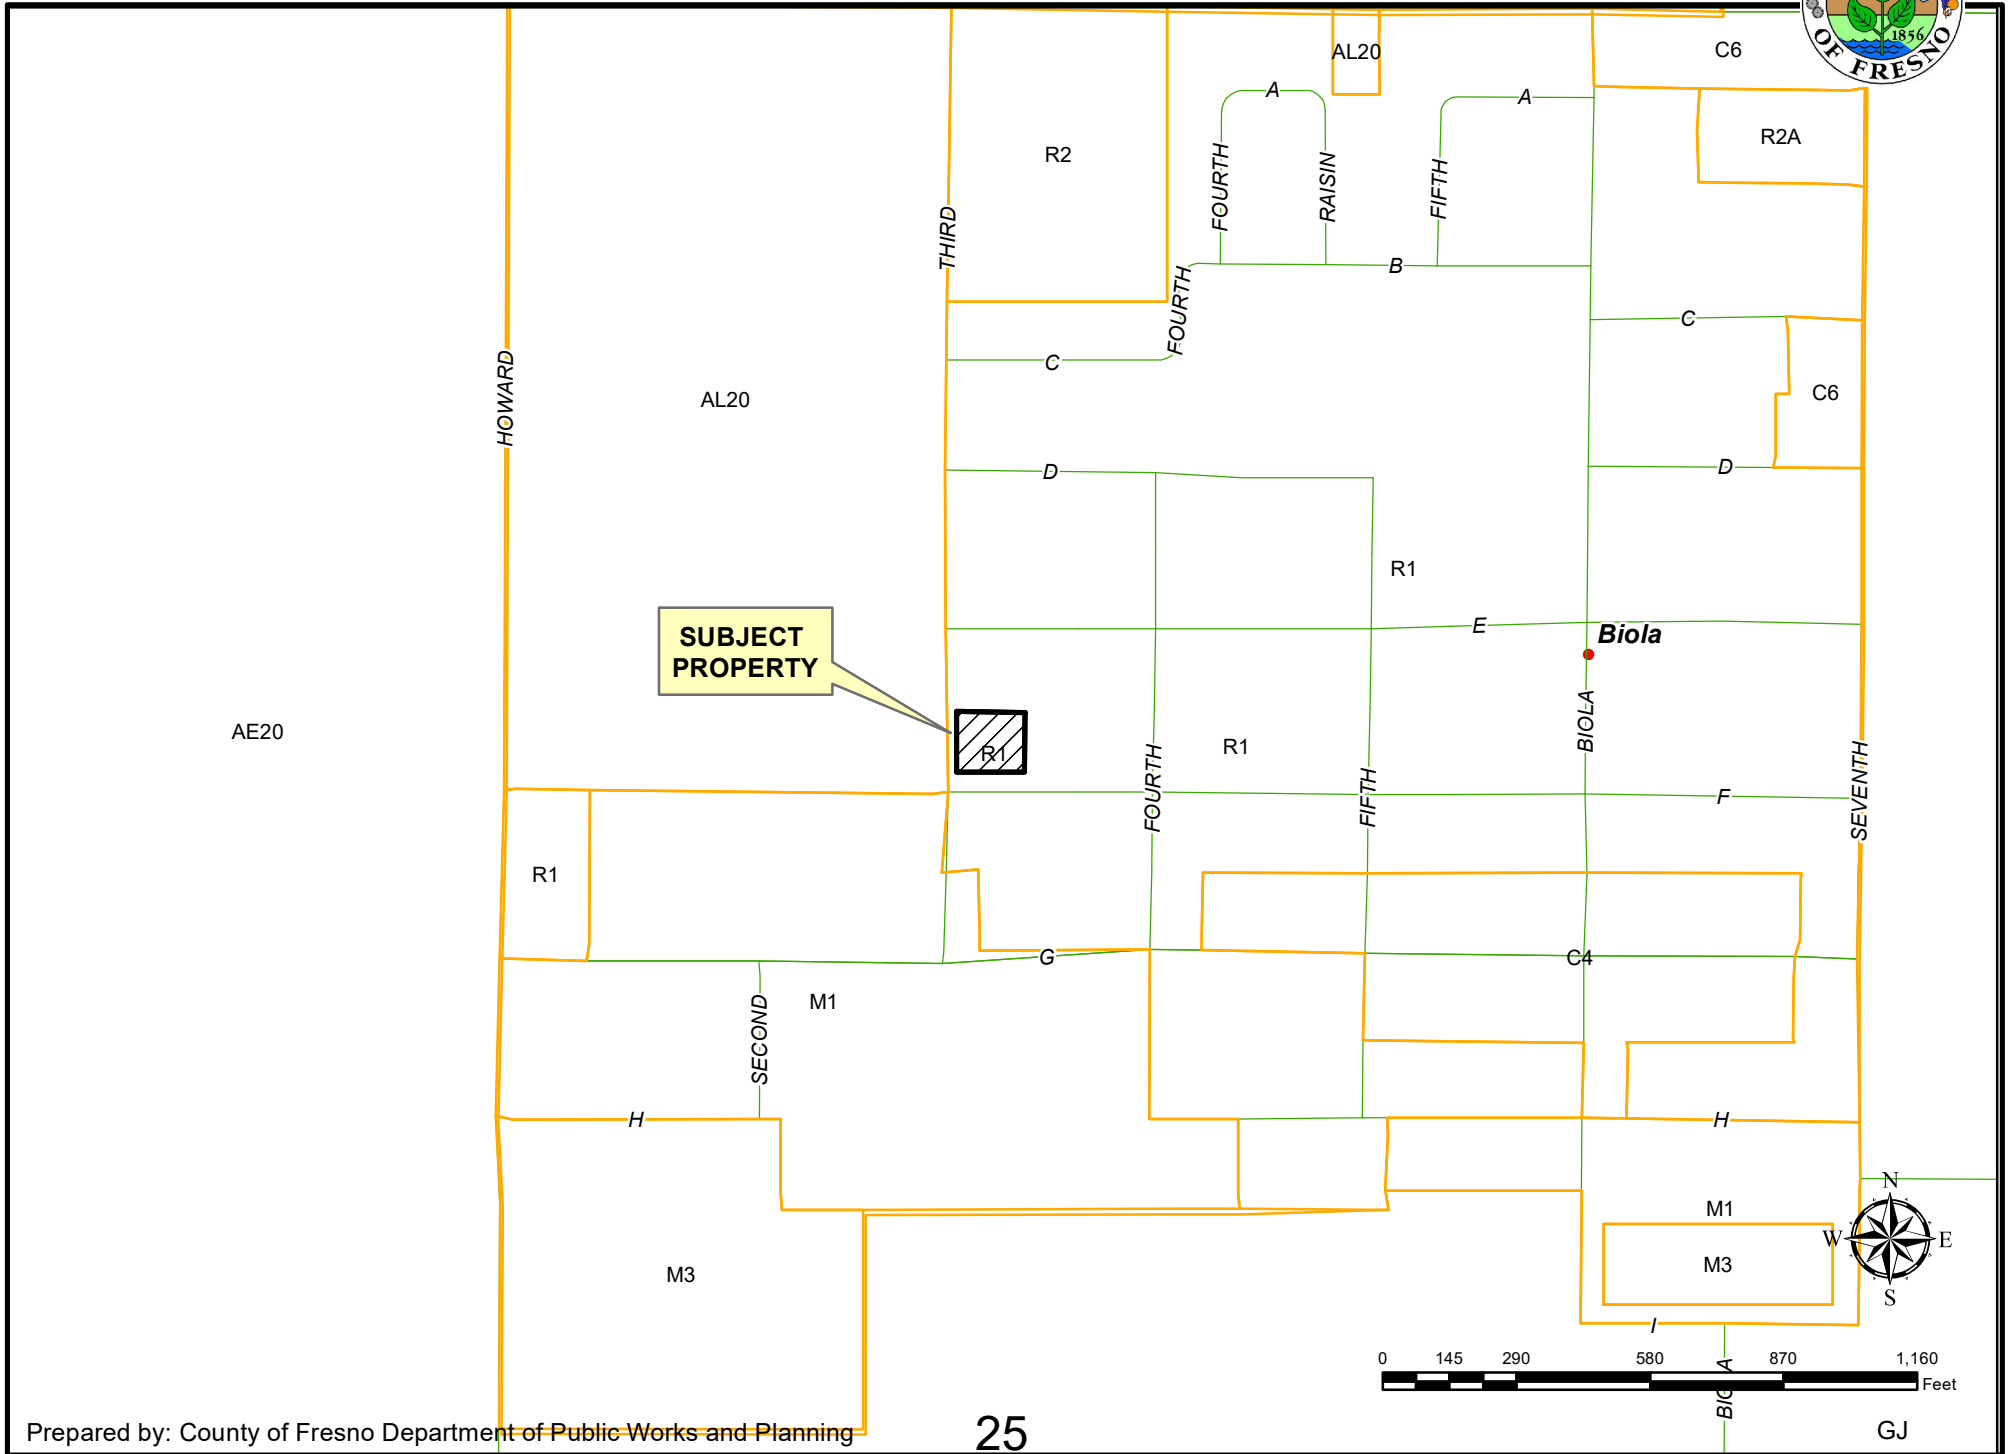 1856
OF FRESNO
C6
AL20
A
A
R2A
R2
FOURTH
RAISIN
FIFTH
THIRD
B
FOURTH
C
C
HOWARD
AL20
C6
D
D
R1
E
Biola
SUBJECT
PROPERTY
AE20
R1
R1
FOURTH
FIFTH
BIOLA
SEVENTH
F
R1
G
C4
M1
SECOND
H
H
M1
M3
M3
N
W
E
S
I
0 145 290 580 870 1,160
Feet
Prepared by: County of Fresno Department of Public Works and Planning
25
GJ